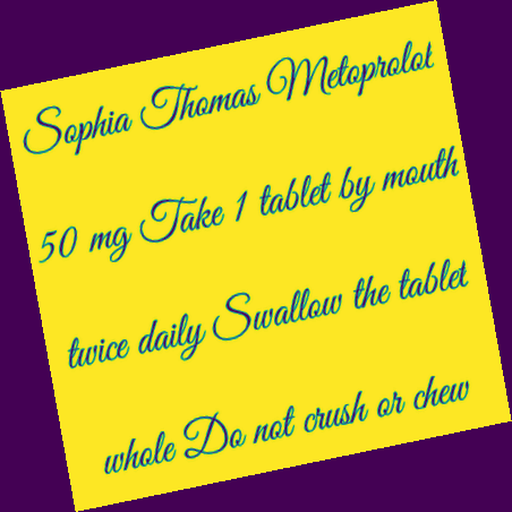 Sophia Thomas Metoprolol
50 mg Take 1 tablet by mouth
twice daily Swallow the tablet
whole Do not crush or chew